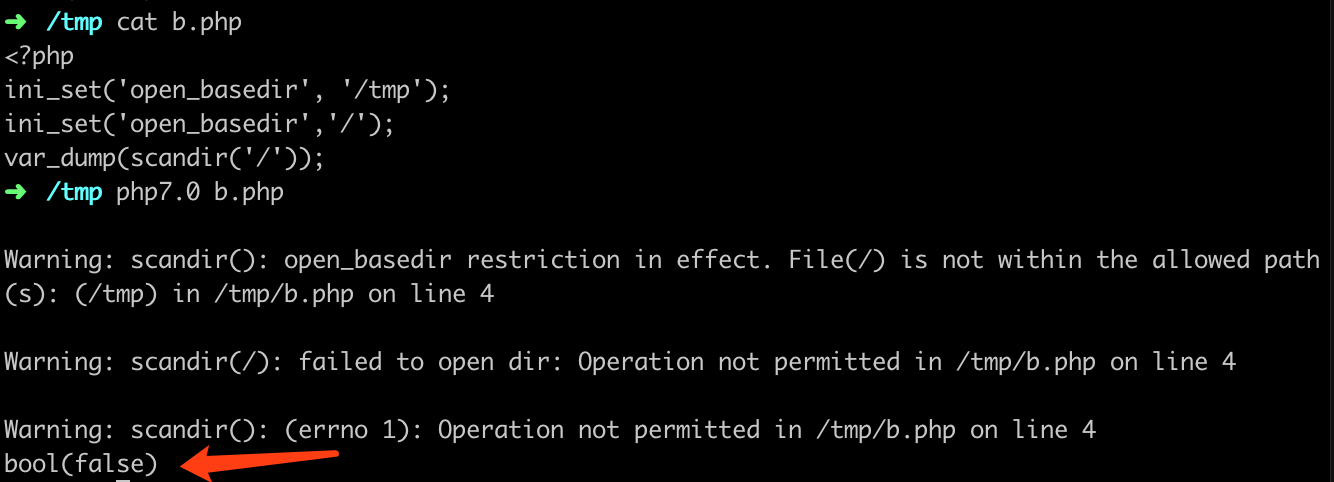 ➜ /tmp cat b.php
<?php
ini_set('open_basedir', '/tmp');
ini_set('open_basedir','/');
var_dump(scandir('/'));
➜ /tmp php7.0 b.php
Warning: scandir(): open_basedir restriction in effect. File(/) is not within the allowed path
(s): (/tmp) in /tmp/b.php on line 4
Warning: scandir(/): failed to open dir: Operation not permitted in /tmp/b.php on line 4
Warning: scandir(): (errno 1): Operation not permitted in /tmp/b.php on line 4
bool(false)